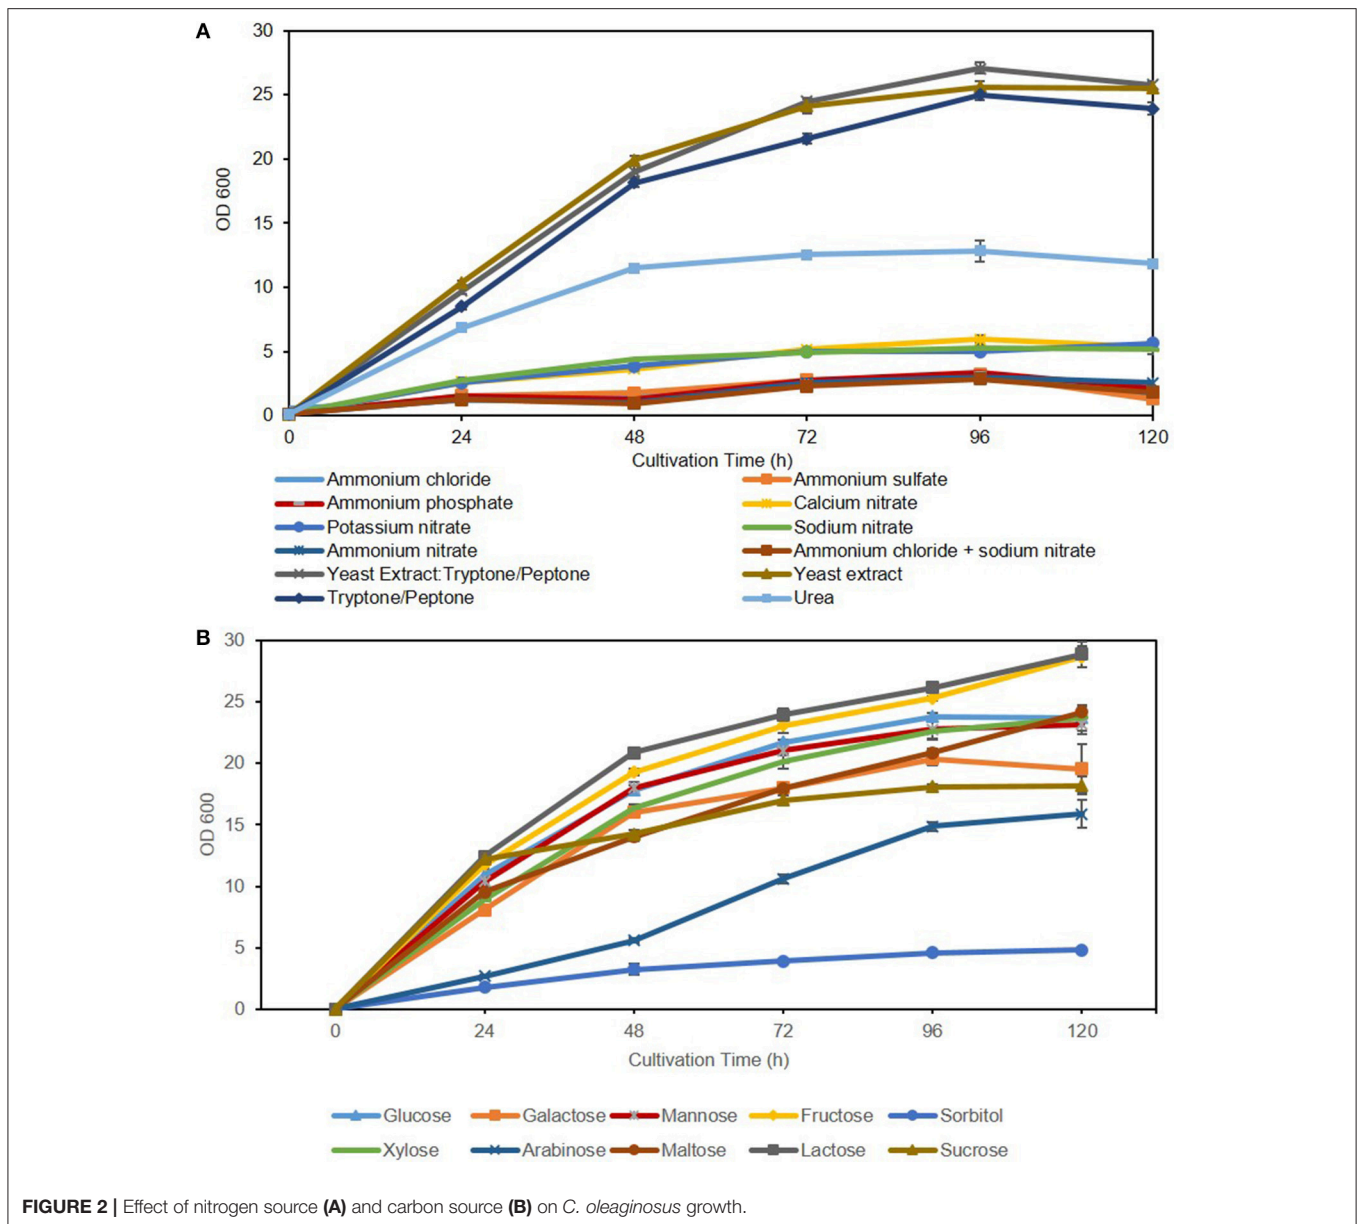 A
30
25
20
15
10
5
0
OD 600
0 24 48 72 96 120
Cultivation Time (h)
Ammonium chloride Ammonium sulfate
Ammonium phosphate Calcium nitrate
Potassium nitrate Sodium nitrate
Ammonium nitrate Ammonium chloride + sodium nitrate
Yeast Extract:Tryptone/Peptone Yeast extract
Tryptone/Peptone Urea
B
30
25
20
15
10
5
0
OD 600
0 24 48 72 96 120
Cultivation Time (h)
Glucose Galactose Mannose Fructose Sorbitol
Xylose Arabinose Maltose Lactose Sucrose
FIGURE 2 | Effect of nitrogen source (A) and carbon source (B) on C. oleaginosus growth.